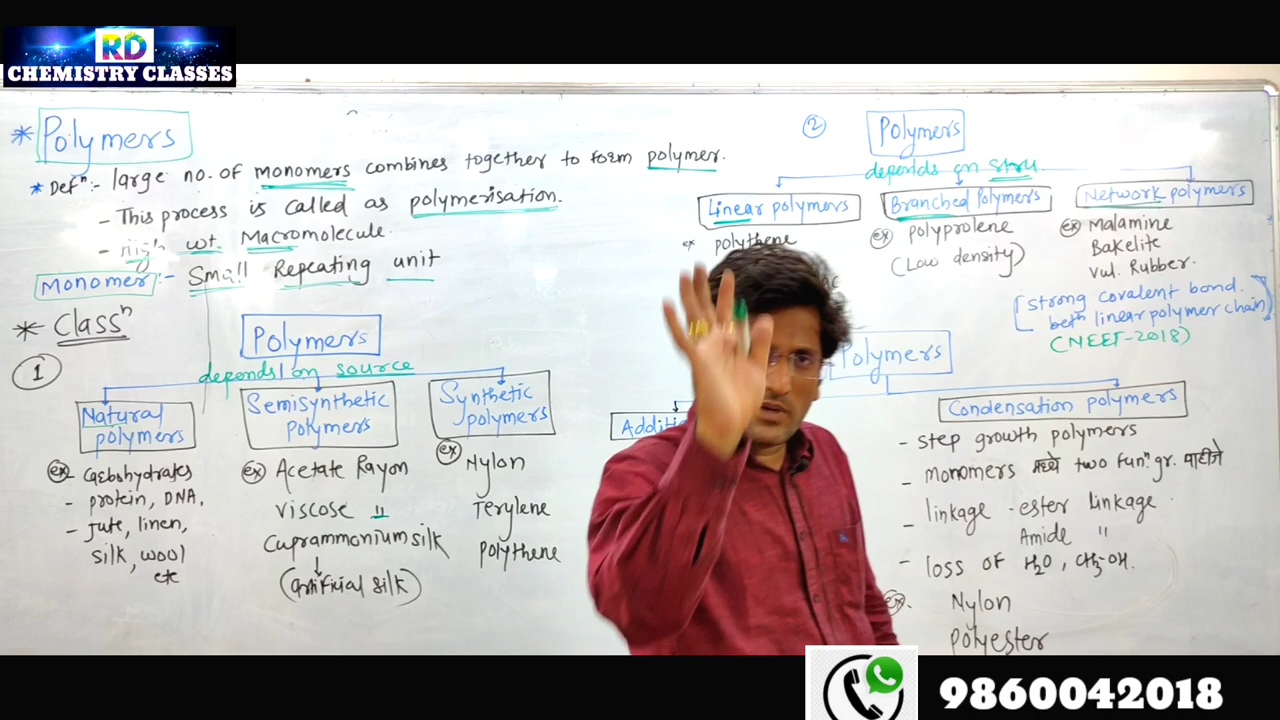 RD
CHEMISTRY CLASSES
* Polymers
* Defⁿ:- large no. of monomers combines together to form polymer.
- This process is called as polymerisation.
- High wt. Macromolecule.
Monomer:- Small Repeating unit
* Classⁿ
1
Polymers
depends on source
Natural polymers
ex Carbohydrates
- protein, DNA,
- Jute, linen,
silk, wool
etc
Semisynthetic polymers
ex Acetate Rayon
viscose "
Cuprammonium silk
(artificial silk)
Synthetic polymers
ex Nylon
Terylene
polythene
2
Polymers
depends on stru
Linear polymers
ex polythene
Branched Polymers
ex polyprolene
(Low density)
Network polymers
ex Malamine
Bakelite
Vul. Rubber.
[strong covalent bond.
betⁿ linear polymer chain]
(NEET-2018)
Polymers
Additi
Condensation polymers
- step growth polymers
- monomers मध्ये two funⁿ gr. पाहीजे
- linkage - ester linkage
Amide "
- loss of H₂O, CH₃-OH.
ex. Nylon
Polyester
9860042018